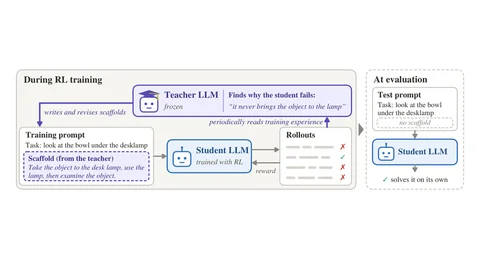 During RL training
Teacher LLM
frozen
Finds why the student fails:
"it never brings the object to the lamp"
writes and revises scaffolds
periodically reads training experience
Training prompt
Task: look at the bowl under the desklamp
Scaffold (from the teacher)
Take the object to the desk lamp, use the
lamp, then examine the object.
Student LLM
trained with RL
reward
Rollouts
✗
✓
✗
✗
At evaluation
Test prompt
Task: look at the bowl
under the desklamp
no scaffold
Student LLM
✓ solves it on its own